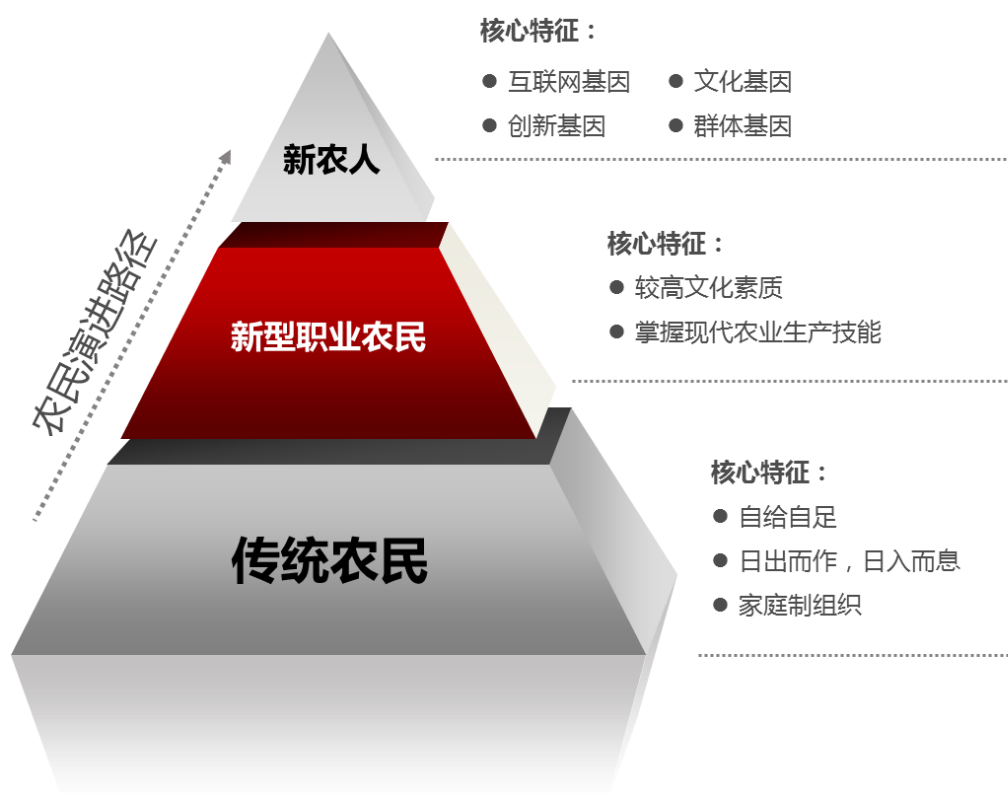 核心特征：
● 互联网基因 ● 文化基因
● 创新基因 ● 群体基因
新农人
农民演进路径
核心特征：
● 较高文化素质
● 掌握现代农业生产技能
新型职业农民
核心特征：
● 自给自足
● 日出而作，日入而息
● 家庭制组织
传统农民